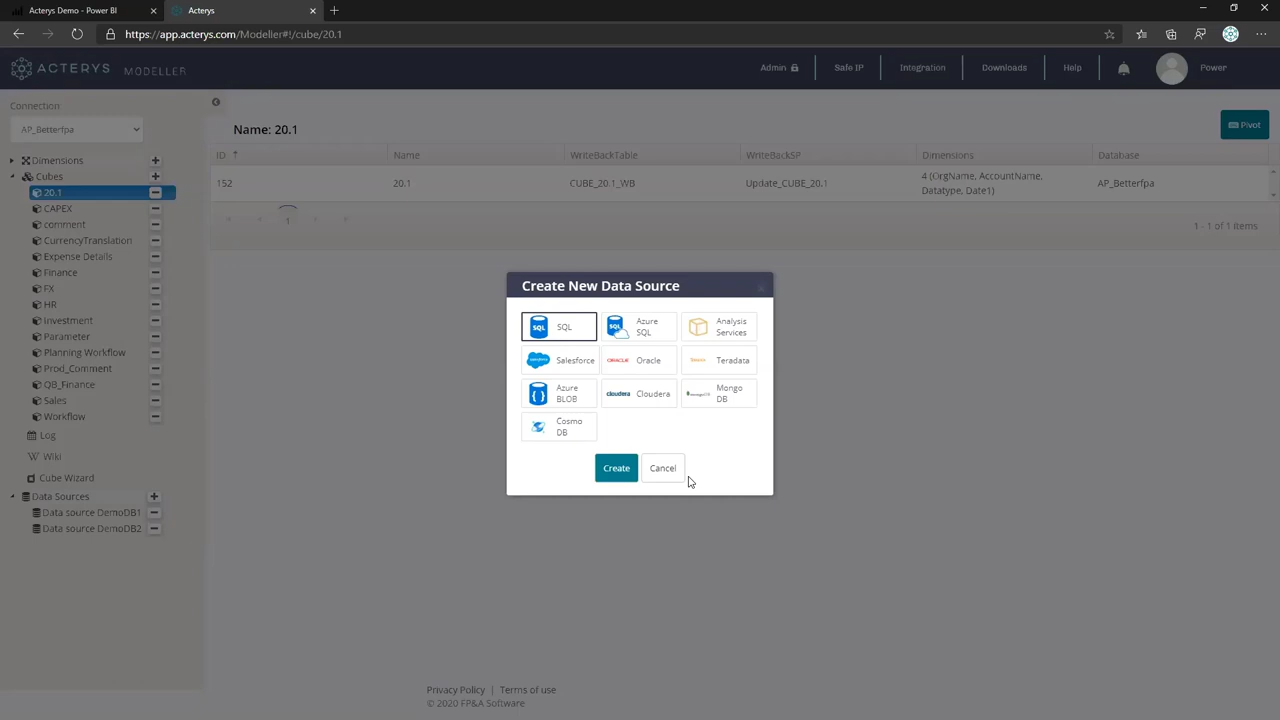 Acterys Demo - Power BI
Acterys
https://app.acterys.com/Modeller#!/cube/20.1
ACTERYS MODELLER
Admin
Safe IP
Integration
Downloads
Help
Power
Connection
AP_Betterfpa
Dimensions
Cubes
20.1
CAPEX
comment
CurrencyTranslation
Expense Details
Finance
FX
HR
Investment
Parameter
Planning Workflow
Prod_Comment
QB_Finance
Sales
Workflow
Log
Wiki
Cube Wizard
Data Sources
Data source DemoDB1
Data source DemoDB2
Name: 20.1
Pivot
ID Name WriteBackTable WriteBackSP Dimensions Database
152 20.1 CUBE_20.1_WB Update_CUBE_20.1 4 (OrgName, AccountName, Datatype, Date1) AP_Betterfpa
1
1 - 1 of 1 items
Create New Data Source
SQL
SQL
SQL
Azure
SQL
Analysis
Services
Salesforce
ORACLE
Oracle
Teradata
Azure
BLOB
cloudera
Cloudera
Mongo
DB
Cosmo
DB
Create
Cancel
Privacy Policy | Terms of use
© 2020 FP&A Software